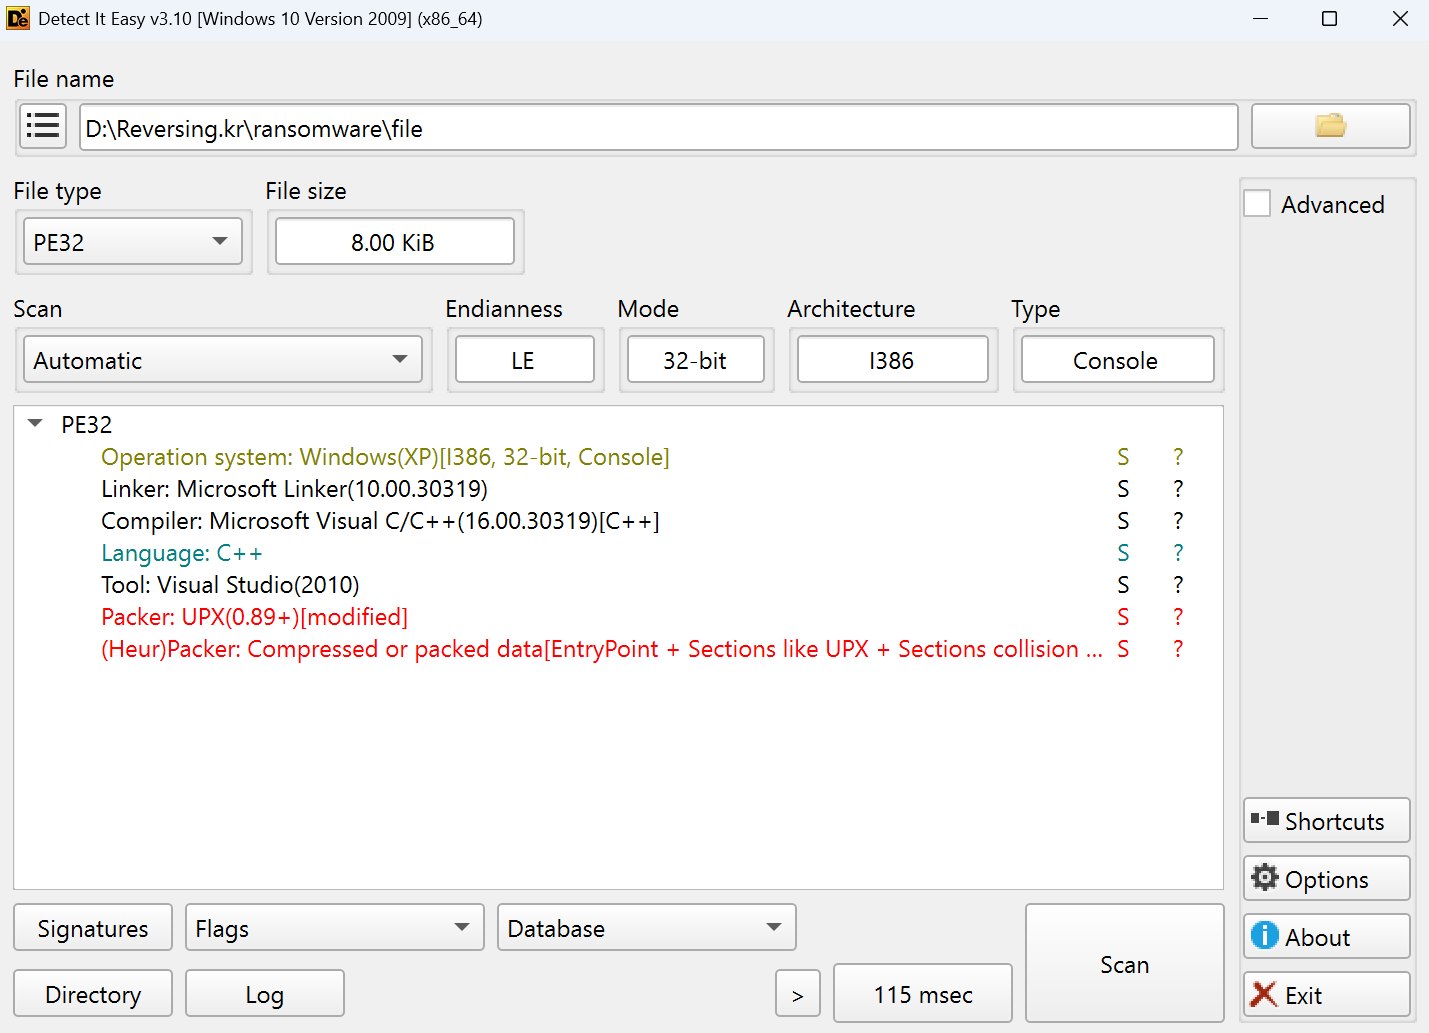 Detect It Easy v3.10 [Windows 10 Version 2009] (x86_64)
File name
D:\Reversing.kr\ransomware\file
File type
File size
PE32
8.00 KiB
Advanced
Scan
Endianness
Mode
Architecture
Type
Automatic
LE
32-bit
I386
Console
PE32
Operation system: Windows(XP)[I386, 32-bit, Console] S ?
Linker: Microsoft Linker(10.00.30319) S ?
Compiler: Microsoft Visual C/C++(16.00.30319)[C++] S ?
Language: C++ S ?
Tool: Visual Studio(2010) S ?
Packer: UPX(0.89+)[modified] S ?
(Heur)Packer: Compressed or packed data[EntryPoint + Sections like UPX + Sections collision ... S ?
Shortcuts
Options
About
Exit
Signatures
Flags
Database
Scan
Directory
Log
>
115 msec